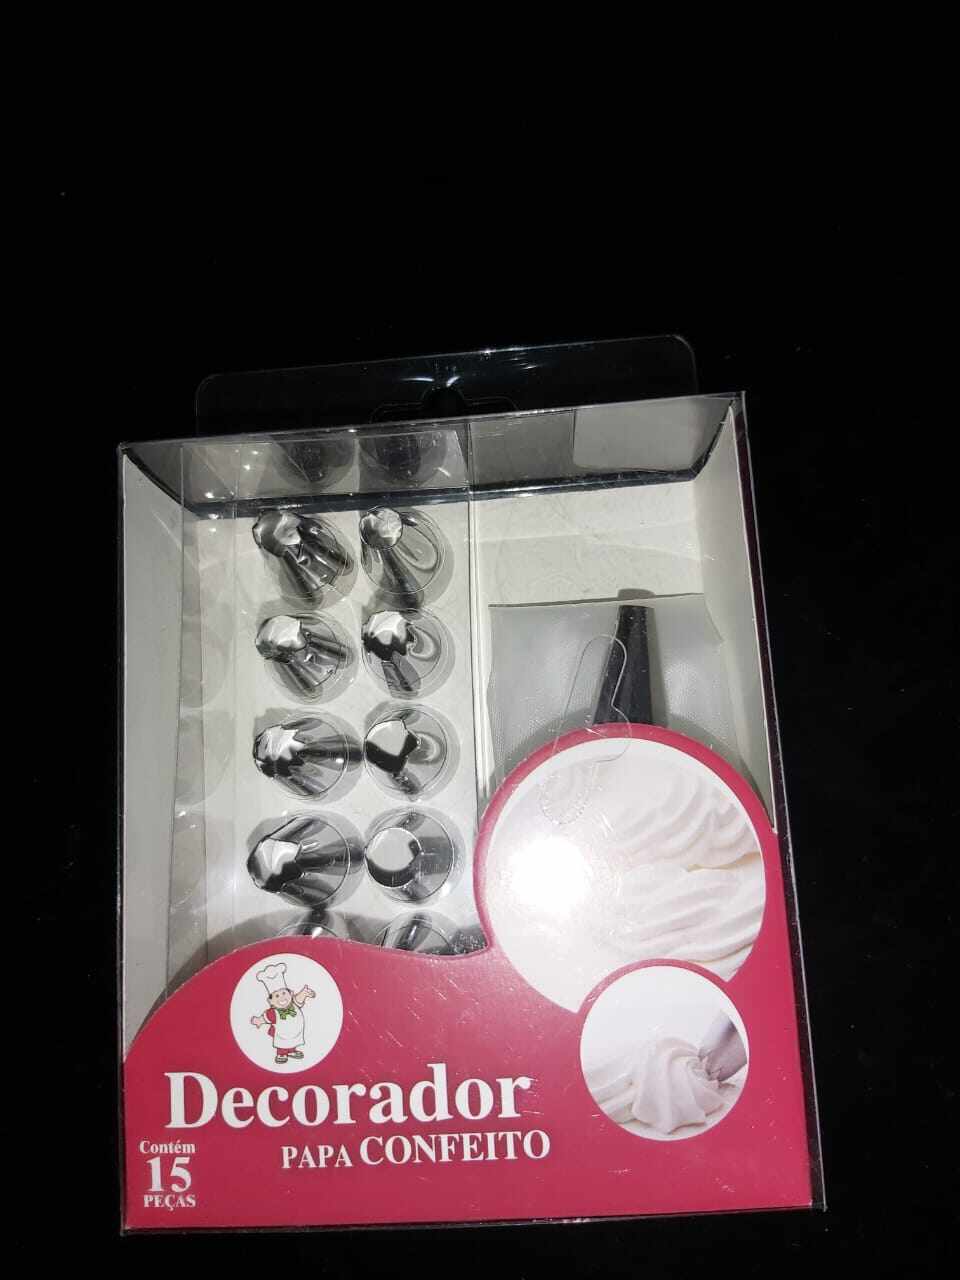 Decorador
PAPA CONFEITO
Contém
15
PEÇAS